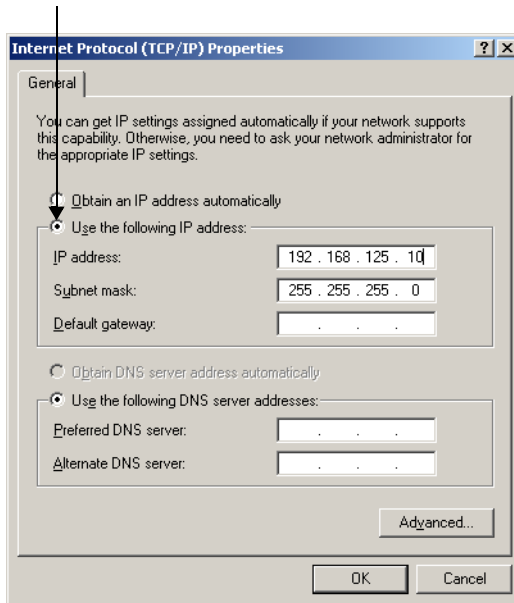 Internet Protocol (TCP/IP) Properties
General
You can get IP settings assigned automatically if your network supports
this capability. Otherwise, you need to ask your network administrator for
the appropriate IP settings.
Obtain an IP address automatically
Use the following IP address:
IP address: 192 . 168 . 125 . 10
Subnet mask: 255 . 255 . 255 . 0
Default gateway: . . .
Obtain DNS server address automatically
Use the following DNS server addresses:
Preferred DNS server: . . .
Alternate DNS server: . . .
Advanced...
OK Cancel